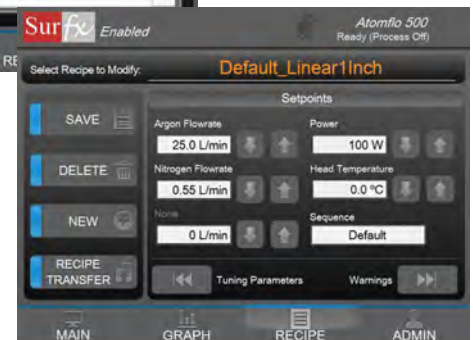 RE
Surfx Enabled
Atomflo 500
Ready (Process Off)
Select Recipe to Modify:
Default_Linear1Inch
Setpoints
SAVE
DELETE
NEW
RECIPE
TRANSFER
Argon Flowrate
25.0 L/min
Power
100 W
Nitrogen Flowrate
0.55 L/min
Head Temperature
0.0 ºC
None
0 L/min
Sequence
Default
Tuning Parameters
Warnings
MAIN
GRAPH
RECIPE
ADMIN